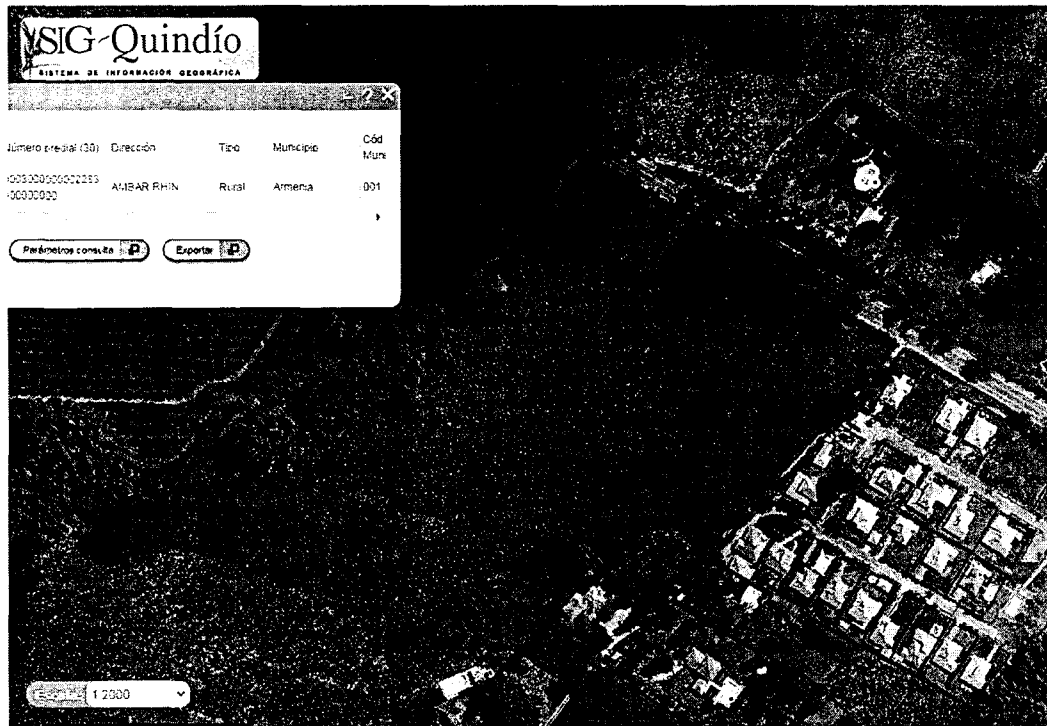 SIG-Quindío
SISTEMA DE INFORMACIÓN GEOGRÁFICA
Número predial (30) Dirección Tipo Municipio Cód
Muni
AMBAR RHIN Rural Armenia 001
Parámetros consulta Exportar
1:2000